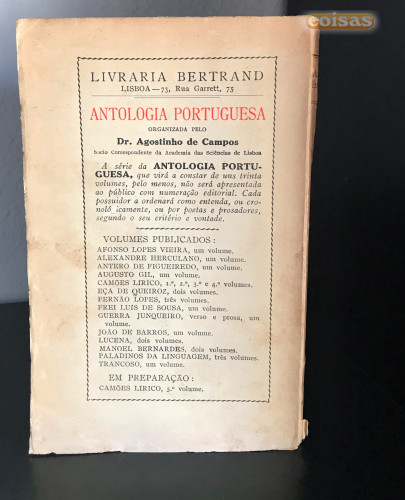 coisas
LIVRARIA BERTRAND
LISBOA — 73, Rua Garrett, 75
ANTOLOGIA PORTUGUESA
ORGANIZADA PELO
Dr. Agostinho de Campos
Socio Correspondente da Academia das Sciências de Lisboa
A série da ANTOLOGIA PORTU-
GUESA, que virá a constar de uns trinta
volumes, pelo menos, não será apresentada
ao público com numeração editorial. Cada
possuidor a ordenará como entenda, ou cro-
noló icamente, ou por poetas e prosadores,
segundo o seu critério e vontade.
VOLUMES PUBLICADOS:
AFONSO LOPES VIEIRA, um volume.
ALEXANDRE HERCULANO, um volume.
ANTERO DE FIGUEIREDO, um volume.
AUGUSTO GIL, um volume.
CAMÕES LÍRICO, 1.º, 2.º, 3.º e 4.º volumes.
EÇA DE QUEIROZ, dois volumes.
FERNÃO LOPES, três volumes.
FREI LUÍS DE SOUSA, um volume.
GUERRA JUNQUEIRO, verso e prosa, um
volume.
JOÃO DE BARROS, um volume.
LUCENA, dois volumes.
MANOEL BERNARDES, dois volumes.
PALADINOS DA LINGUAGEM, três volumes.
TRANCOSO, um volume.
EM PREPARAÇÃO:
CAMÕES LÍRICO, 5.º volume.